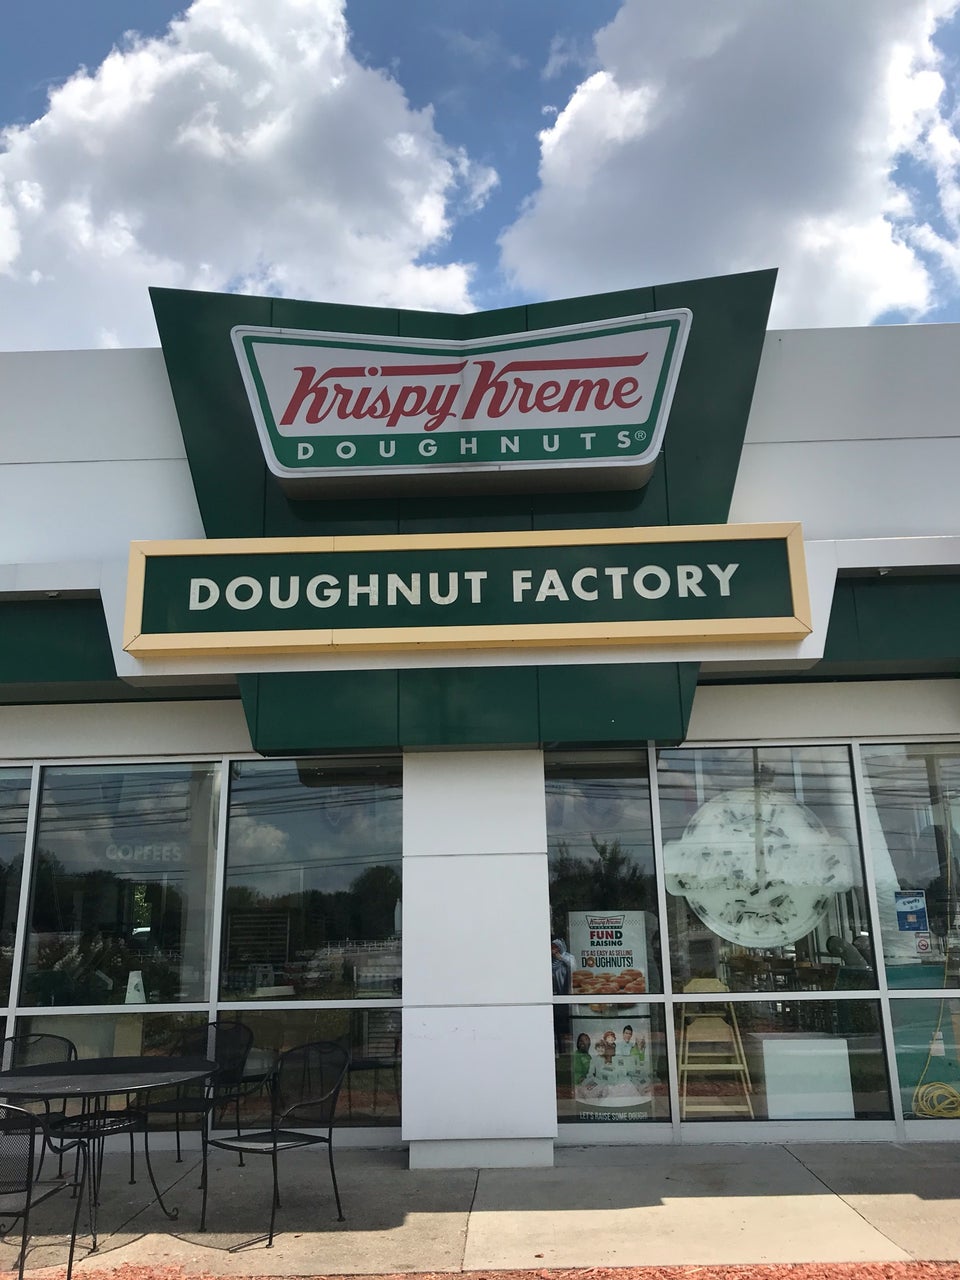 Krispy Kreme
DOUGHNUTS®
DOUGHNUT FACTORY
COFFEES
Krispy Kreme
FUND
RAISING
IT'S AS EASY AS SELLING
DOUGHNUTS!
LET'S RAISE SOME DOUGH!